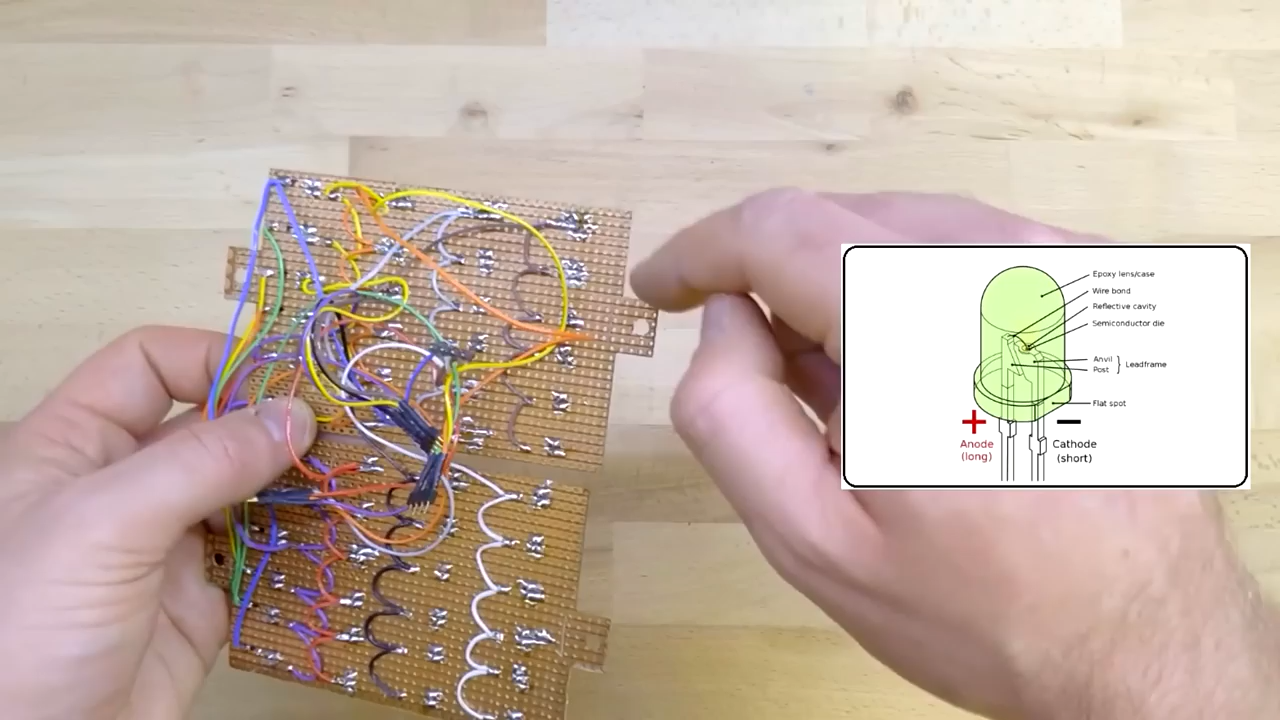 Epoxy lens/case
Wire bond
Reflective cavity
Semiconductor die
Anvil
Post
} Leadframe
Flat spot
+ −
Anode
(long)
Cathode
(short)